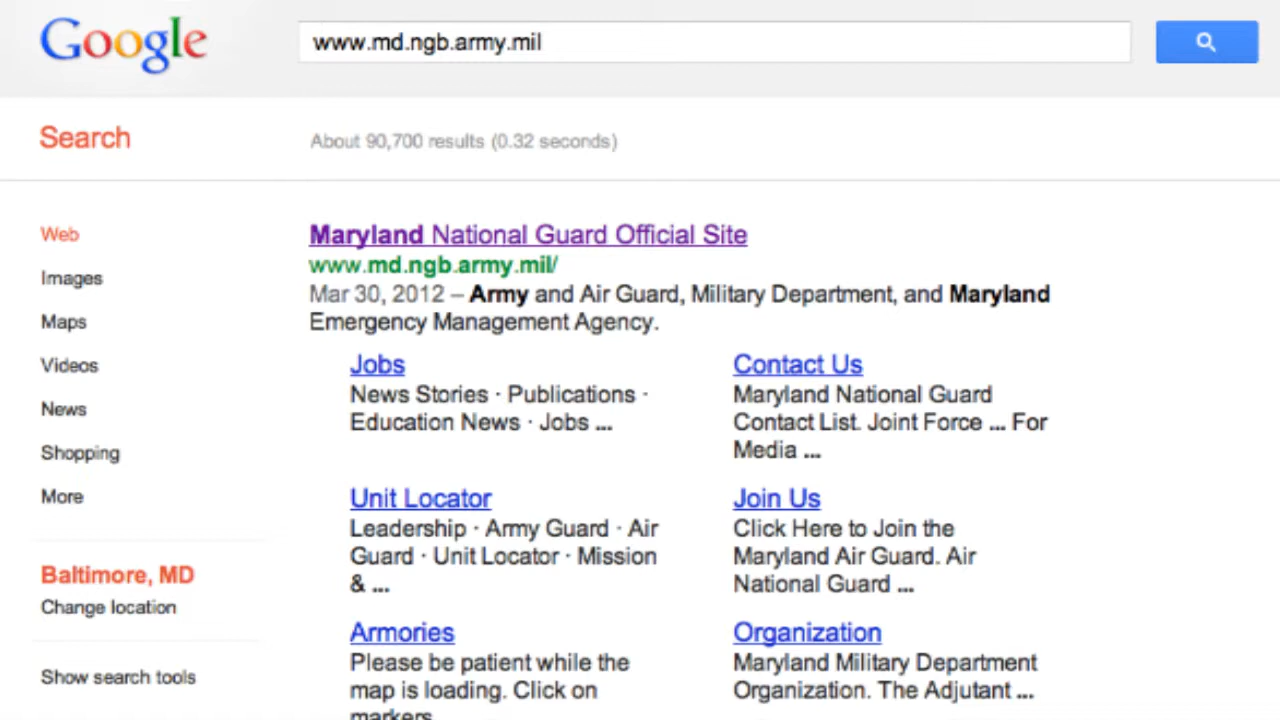 Google
www.md.ngb.army.mil
Search
About 90,700 results (0.32 seconds)
Web
Images
Maps
Videos
News
Shopping
More
Baltimore, MD
Change location
Show search tools
Maryland National Guard Official Site
www.md.ngb.army.mil/
Mar 30, 2012 – Army and Air Guard, Military Department, and Maryland
Emergency Management Agency.
Jobs
News Stories · Publications ·
Education News · Jobs ...
Contact Us
Maryland National Guard
Contact List. Joint Force ... For
Media ...
Unit Locator
Leadership · Army Guard · Air
Guard · Unit Locator · Mission
& ...
Join Us
Click Here to Join the
Maryland Air Guard. Air
National Guard ...
Armories
Please be patient while the
map is loading. Click on
markers
Organization
Maryland Military Department
Organization. The Adjutant ...